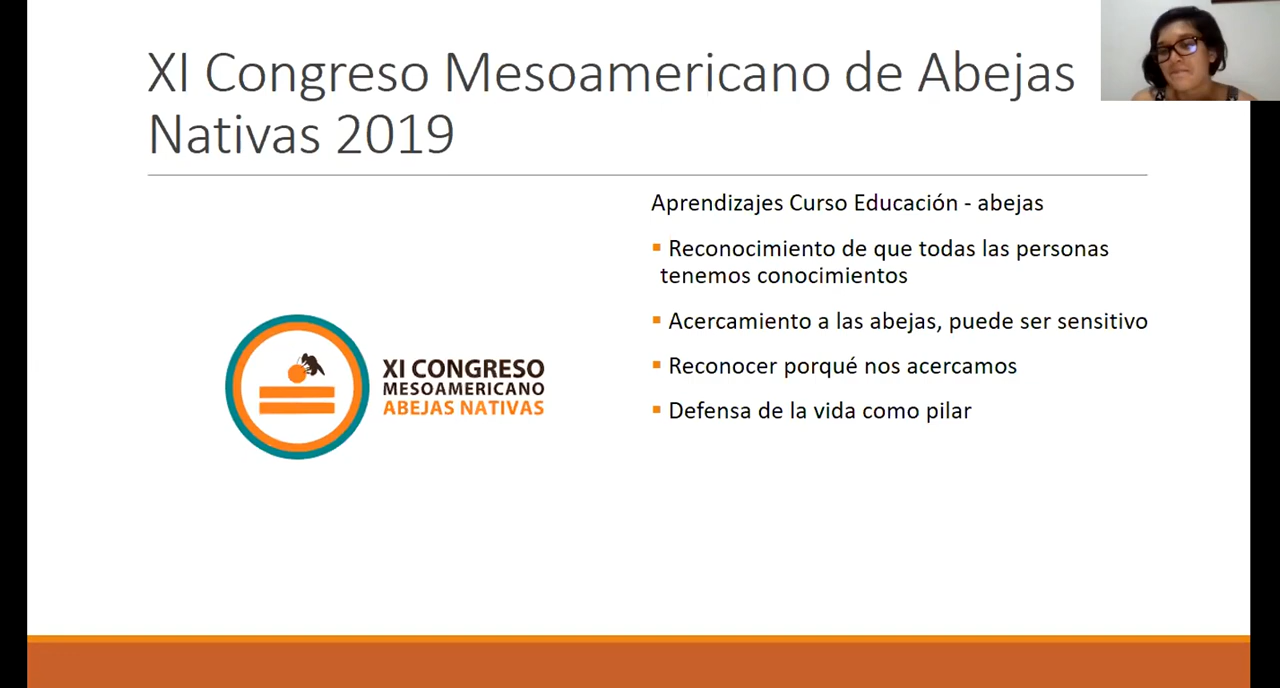 XI Congreso Mesoamericano de Abejas
Nativas 2019
Aprendizajes Curso Educación - abejas
Reconocimiento de que todas las personas
tenemos conocimientos
Acercamiento a las abejas, puede ser sensitivo
Reconocer porqué nos acercamos
Defensa de la vida como pilar
XI CONGRESO
MESOAMERICANO
ABEJAS NATIVAS